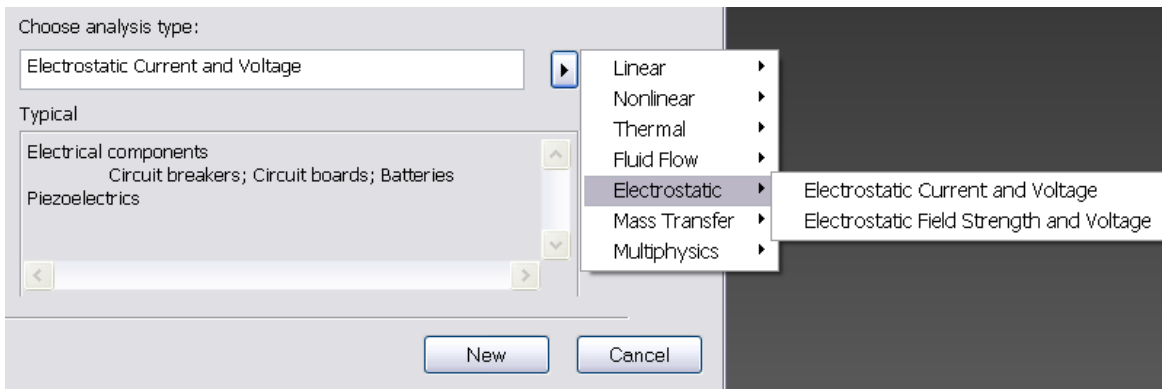 Choose analysis type:
Electrostatic Current and Voltage
Typical
Electrical components
Circuit breakers; Circuit boards; Batteries
Piezoelectrics
Linear
Nonlinear
Thermal
Fluid Flow
Electrostatic
Mass Transfer
Multiphysics
Electrostatic Current and Voltage
Electrostatic Field Strength and Voltage
New
Cancel